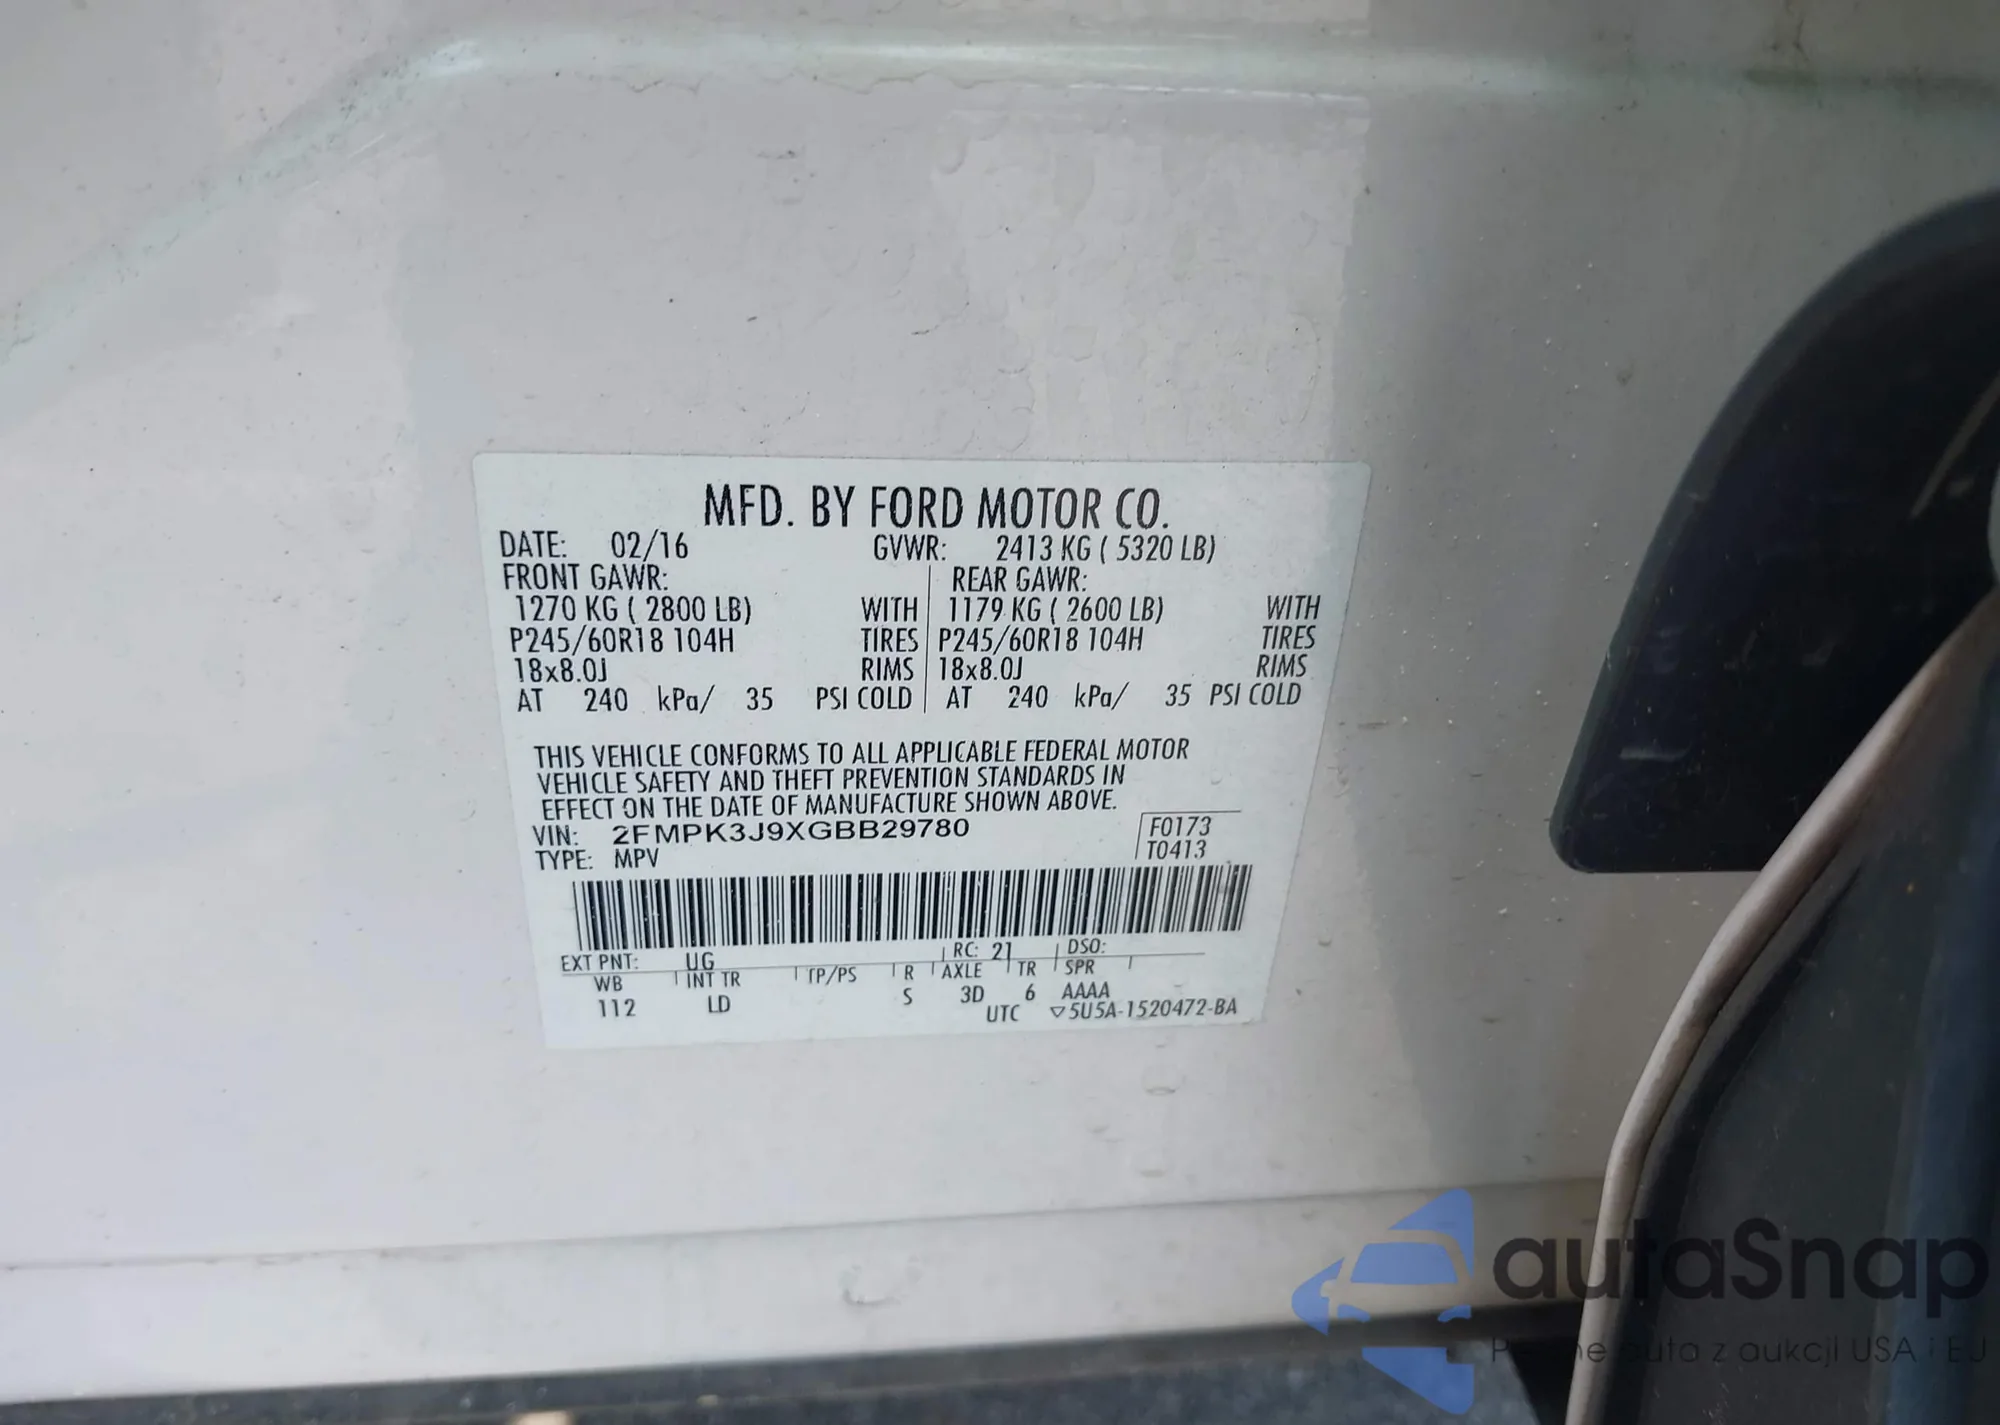 MFD. BY FORD MOTOR CO.
DATE: 02/16 GVWR: 2413 KG ( 5320 LB)
FRONT GAWR: REAR GAWR:
1270 KG ( 2800 LB) WITH 1179 KG ( 2600 LB) WITH
P245/60R18 104H TIRES P245/60R18 104H TIRES
18x8.0J RIMS 18x8.0J RIMS
AT 240 kPa/ 35 PSI COLD AT 240 kPa/ 35 PSI COLD
THIS VEHICLE CONFORMS TO ALL APPLICABLE FEDERAL MOTOR
VEHICLE SAFETY AND THEFT PREVENTION STANDARDS IN
EFFECT ON THE DATE OF MANUFACTURE SHOWN ABOVE.
VIN: 2FMPK3J9XGBB29780 F0173
TYPE: MPV T0413
EXT PNT: UG RC: 21 DSO:
WB INT TR TP/PS R AXLE TR SPR
112 LD S 3D 6 AAAA
UTC ▽5U5A-1520472-BA
autaSnap
auta z aukcji USA i EU